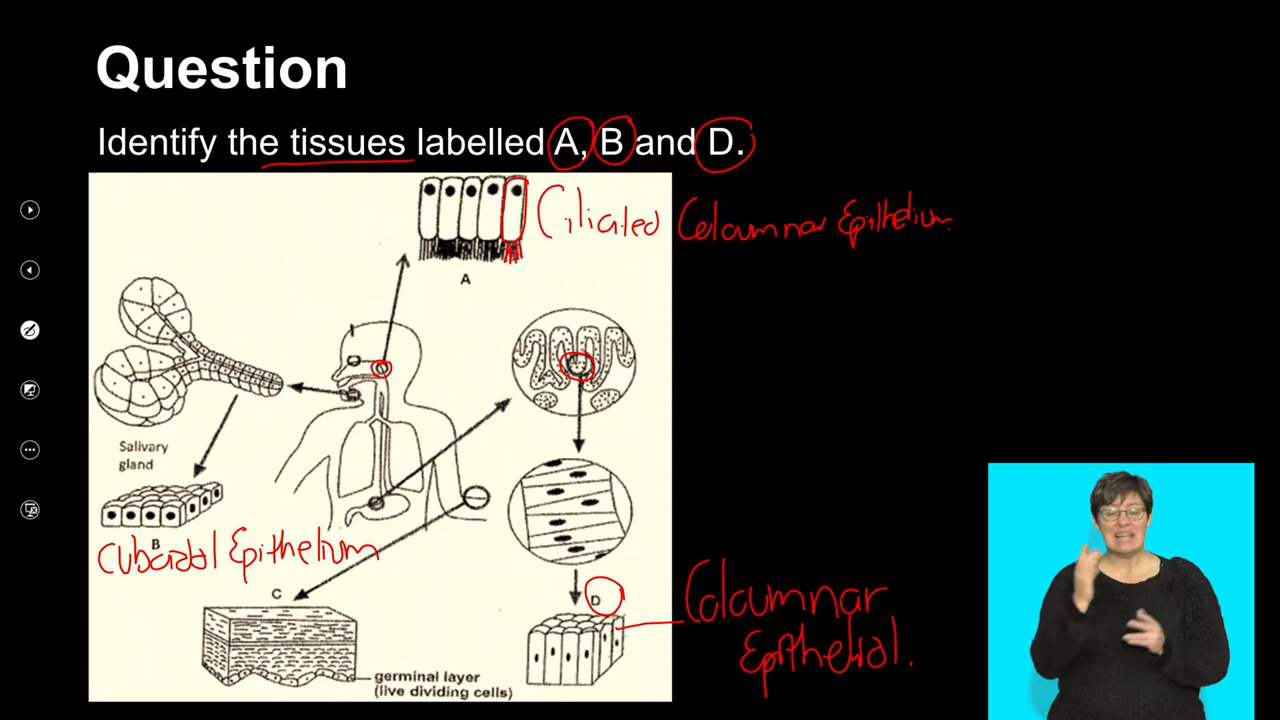 Question
Identify the tissues labelled A, B and D.
Ciliated Columnar Epithelium.
A
Salivary
gland
B
Cuboidal Epithelium
C
D
Columnar
Epithelial.
germinal layer
(live dividing cells)